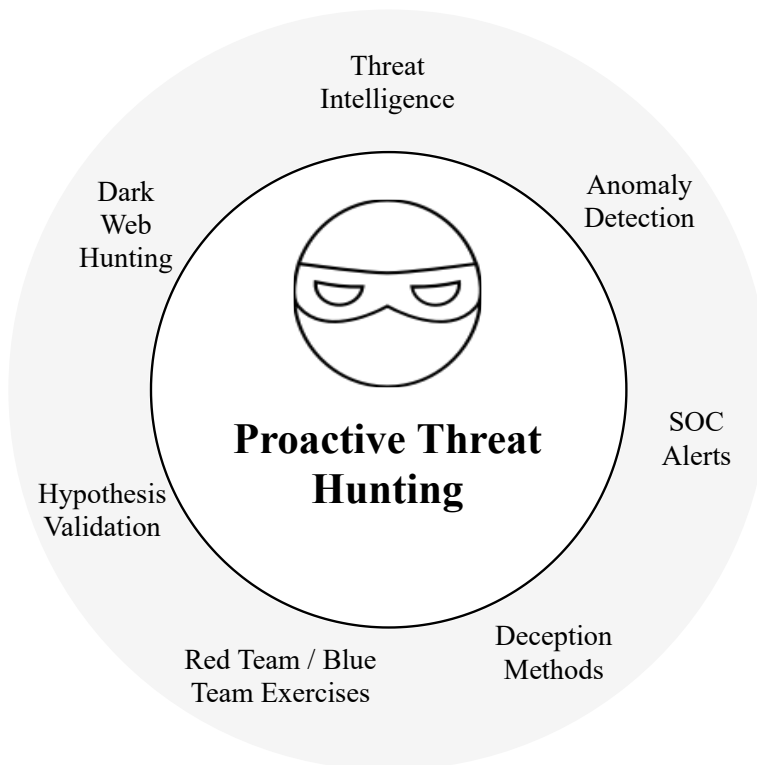 Threat
Intelligence
Anomaly
Detection
SOC
Alerts
Deception
Methods
Red Team / Blue
Team Exercises
Hypothesis
Validation
Dark
Web
Hunting
Proactive Threat
Hunting